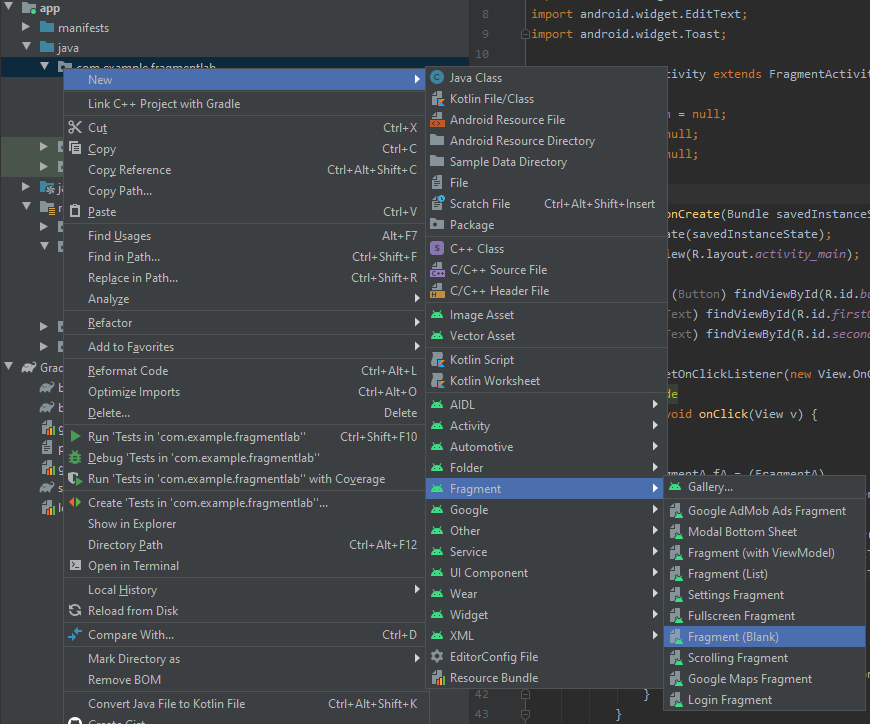 app
manifests
java
com.example.fragmentlab
Grad
8
9
10
import android.widget.EditText;
import android.widget.Toast;
ctivity extends FragmentActivit
= null;
null;
null;
onCreate(Bundle savedInstanceS
ate(savedInstanceState);
iew(R.layout.activity_main);
(Button) findViewById(R.id.bu
Text) findViewById(R.id.first
Text) findViewById(R.id.secon
etOnClickListener(new View.OnC
de
void onClick(View v) {
gmentA fA = (FragmentA)
42
}
43
}
New
Link C++ Project with Gradle
Cut Ctrl+X
Copy Ctrl+C
Copy Reference Ctrl+Alt+Shift+C
Copy Path...
Paste Ctrl+V
Find Usages Alt+F7
Find in Path... Ctrl+Shift+F
Replace in Path... Ctrl+Shift+R
Analyze
Refactor
Add to Favorites
Reformat Code Ctrl+Alt+L
Optimize Imports Ctrl+Alt+O
Delete... Delete
Run 'Tests in 'com.example.fragmentlab'' Ctrl+Shift+F10
Debug 'Tests in 'com.example.fragmentlab''
Run 'Tests in 'com.example.fragmentlab'' with Coverage
Create 'Tests in 'com.example.fragmentlab''...
Show in Explorer
Directory Path Ctrl+Alt+F12
Open in Terminal
Local History
Reload from Disk
Compare With... Ctrl+D
Mark Directory as
Remove BOM
Convert Java File to Kotlin File Ctrl+Alt+Shift+K
Create Gist...
Java Class
Kotlin File/Class
Android Resource File
Android Resource Directory
Sample Data Directory
File
Scratch File Ctrl+Alt+Shift+Insert
Package
C++ Class
C/C++ Source File
C/C++ Header File
Image Asset
Vector Asset
Kotlin Script
Kotlin Worksheet
AIDL
Activity
Automotive
Folder
Fragment
Google
Other
Service
UI Component
Wear
Widget
XML
EditorConfig File
Resource Bundle
Gallery...
Google AdMob Ads Fragment
Modal Bottom Sheet
Fragment (with ViewModel)
Fragment (List)
Settings Fragment
Fullscreen Fragment
Fragment (Blank)
Scrolling Fragment
Google Maps Fragment
Login Fragment